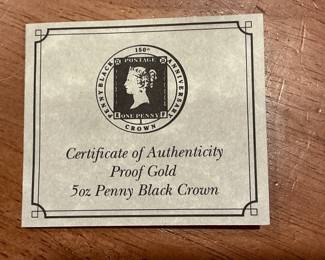 150th
PENNY BLACK ANNIVERSARY
POSTAGE
ONE PENNY
CROWN
Certificate of Authenticity
Proof Gold
5oz Penny Black Crown